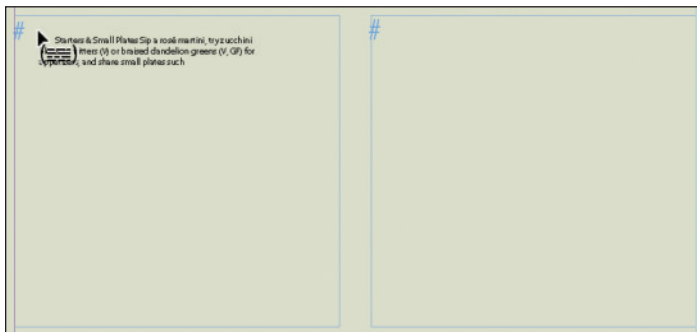 # #
Starters & Small Plates Sip a rosé martini, try zucchini
fritters (V) or braised dandelion greens (V, GF) for
appetizers, and share small plates such